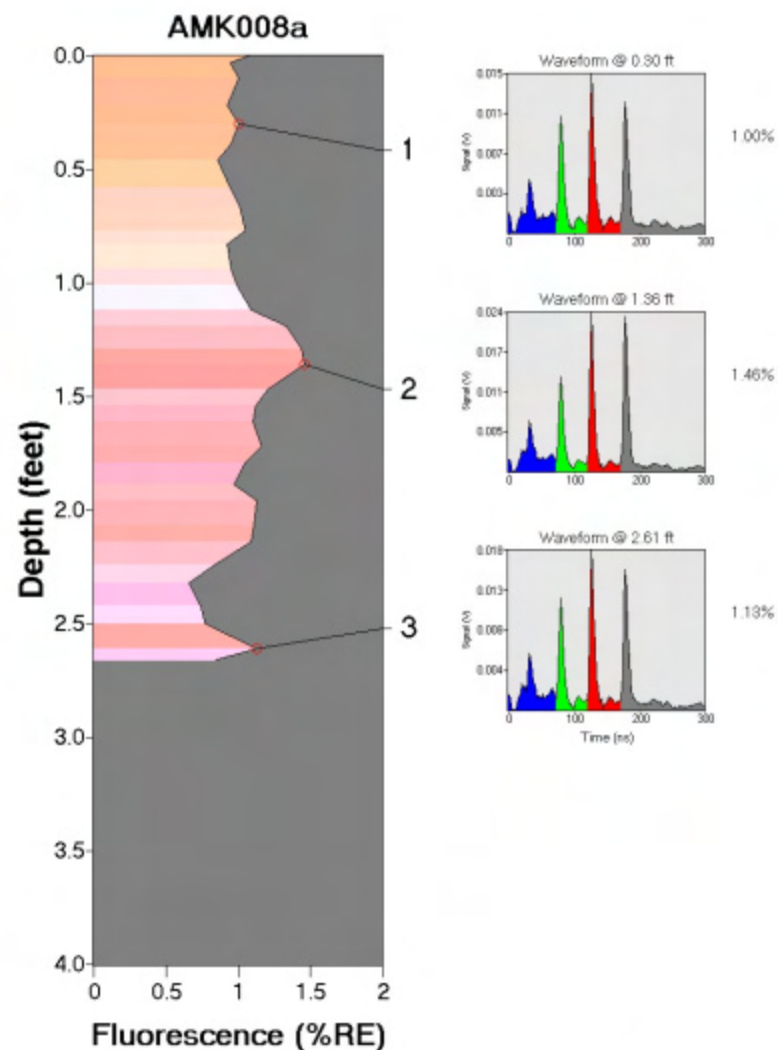 AMK008a
0.0
0.5
1.0
1.5
2.0
2.5
3.0
3.5
4.0
Depth (feet)
0 0.5 1 1.5 2
Fluorescence (%RE)
1
2
3
Waveform @ 0.30 ft
0.015
0.011
0.007
0.003
Signal (V)
0 100 200 300
1.00%
Waveform @ 1.36 ft
0.024
0.017
0.011
0.005
Signal (V)
0 100 200 300
1.46%
Waveform @ 2.61 ft
0.018
0.013
0.004
Signal (V)
0 100 200 300
Time (ns)
1.13%